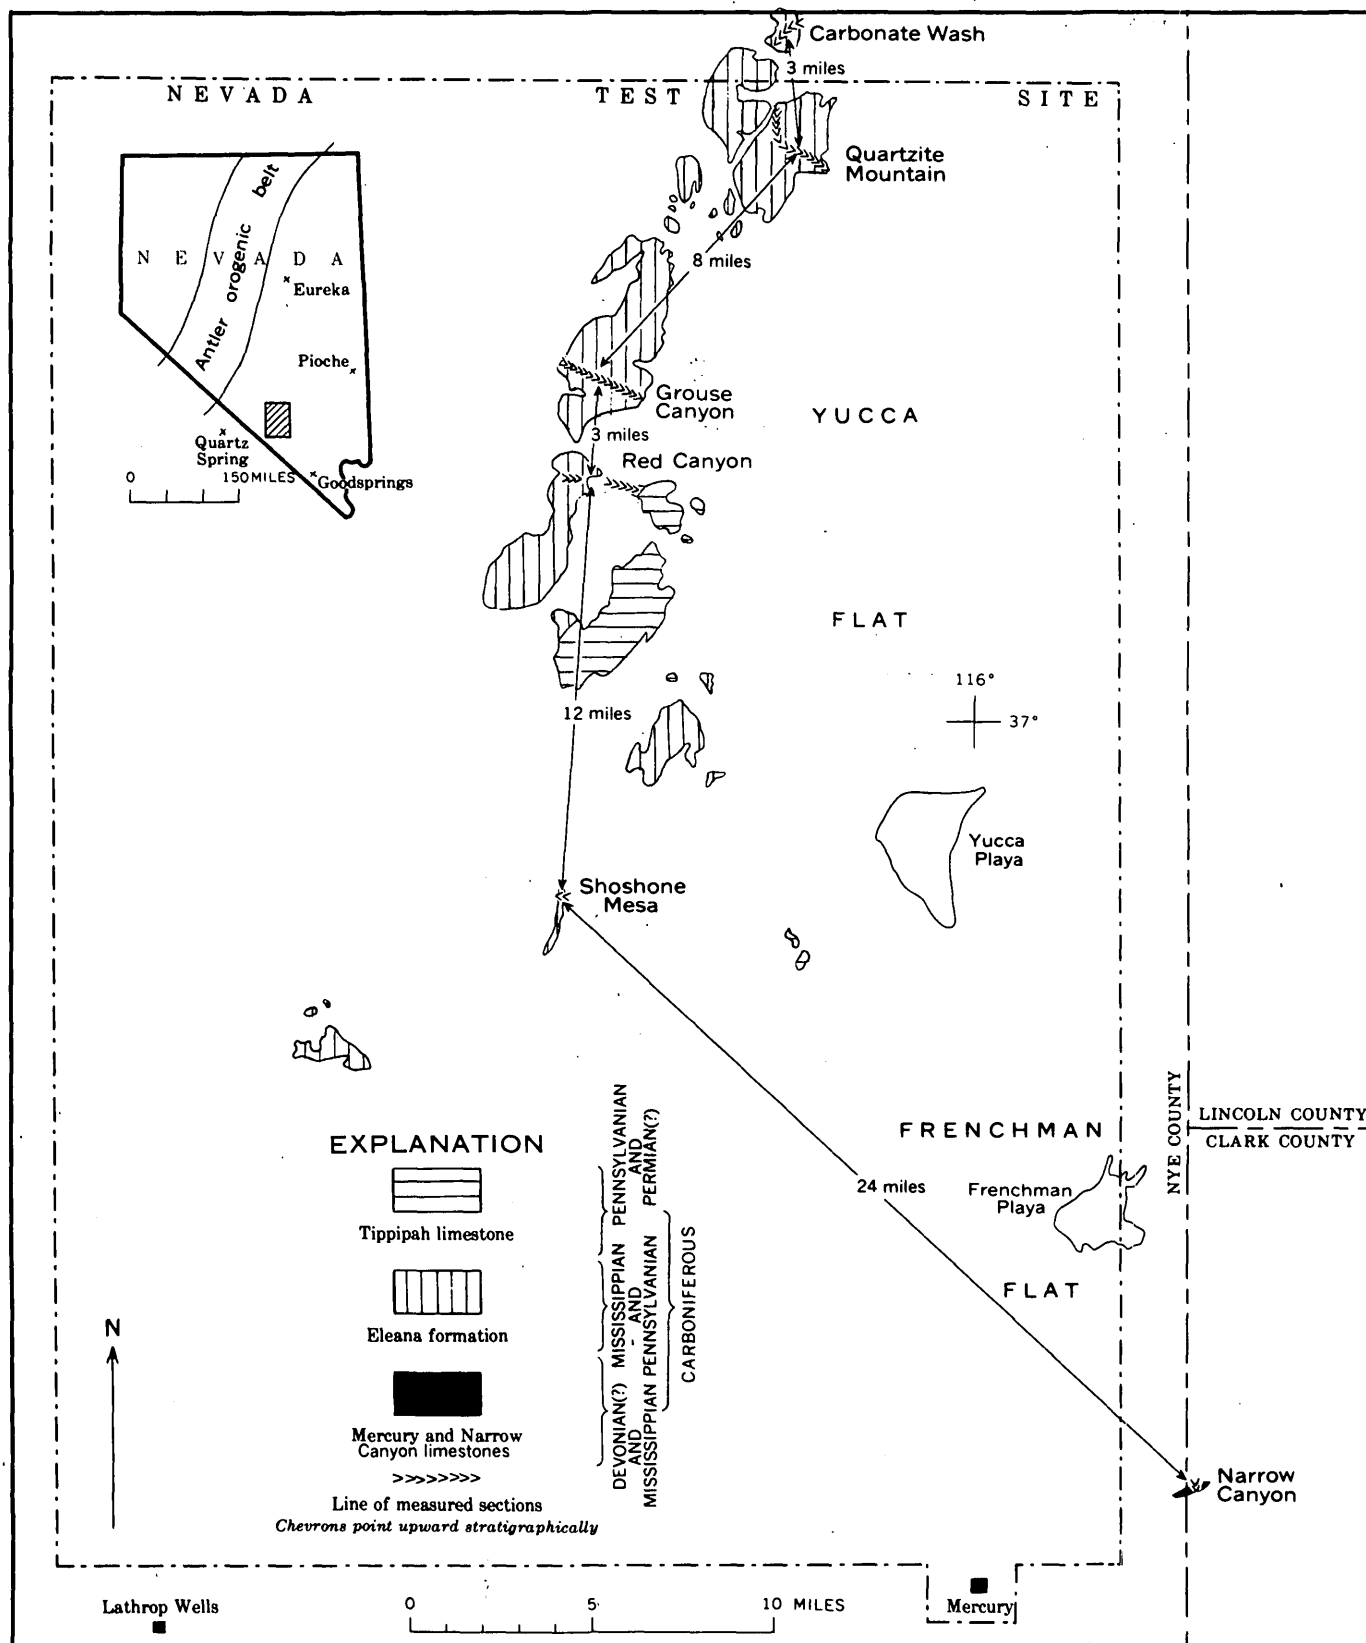 Carbonate Wash
3 miles
NEVADA TEST SITE
Quartzite
Mountain
8 miles
Antler orogenic belt
NEVADA
Eureka
Pioche
Quartz
Spring
0 150 MILES
Goodsprings
Grouse
Canyon
3 miles
Red Canyon
YUCCA
FLAT
116°
37°
12 miles
Yucca
Playa
Shoshone
Mesa
FRENCHMAN
FLAT
Frenchman
Playa
24 miles
NYE COUNTY
LINCOLN COUNTY
CLARK COUNTY
EXPLANATION
Tippipah limestone
PENNSYLVANIAN
AND
PERMIAN(?)
Eleana formation
MISSISSIPPIAN
AND
PENNSYLVANIAN
Mercury and Narrow
Canyon limestones
DEVONIAN(?)
AND
MISSISSIPPIAN
CARBONIFEROUS
>>>>>>>>>
Line of measured sections
Chevrons point upward stratigraphically
N
Narrow
Canyon
Lathrop Wells
0 5 10 MILES
Mercury